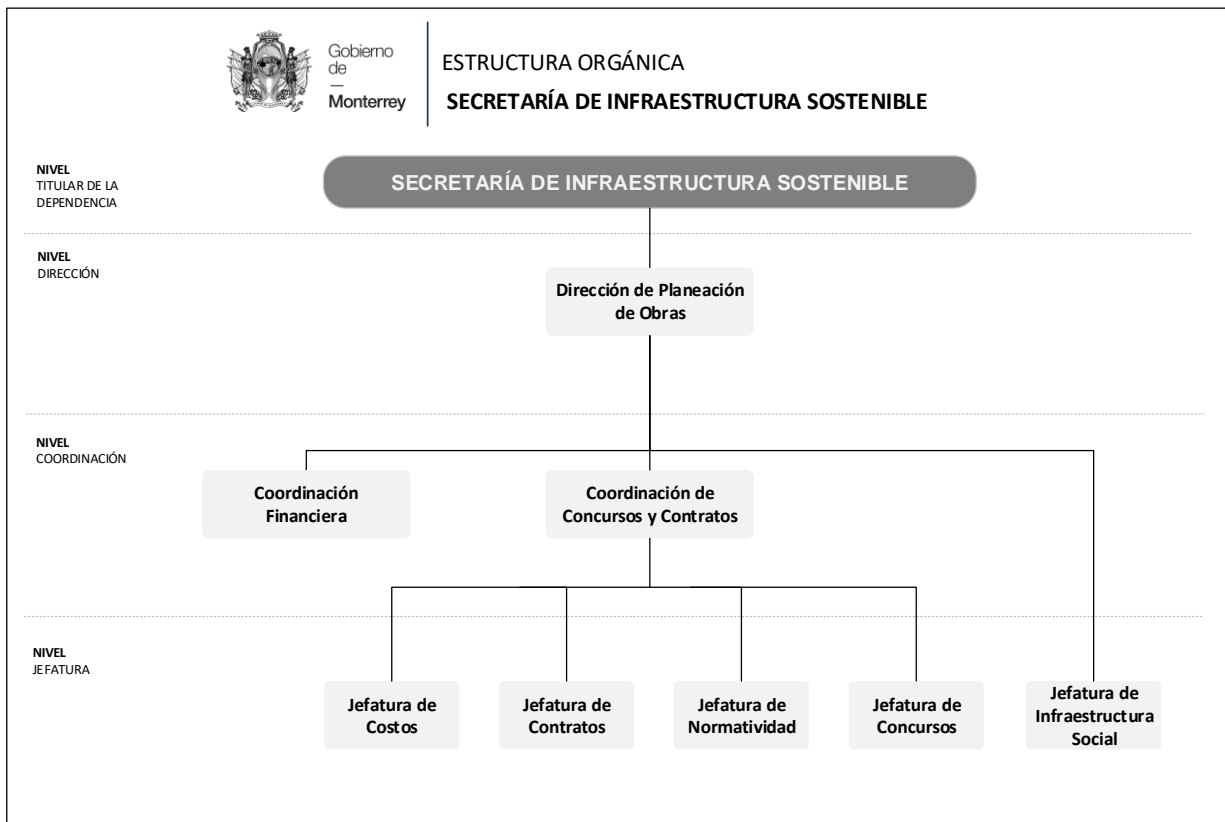 Gobierno
de
—
Monterrey
ESTRUCTURA ORGÁNICA
SECRETARÍA DE INFRAESTRUCTURA SOSTENIBLE
NIVEL
TITULAR DE LA
DEPENDENCIA
SECRETARÍA DE INFRAESTRUCTURA SOSTENIBLE
NIVEL
DIRECCIÓN
Dirección de Planeación
de Obras
NIVEL
COORDINACIÓN
Coordinación
Financiera
Coordinación de
Concursos y Contratos
NIVEL
JEFATURA
Jefatura de
Costos
Jefatura de
Contratos
Jefatura de
Normatividad
Jefatura de
Concursos
Jefatura de
Infraestructura
Social